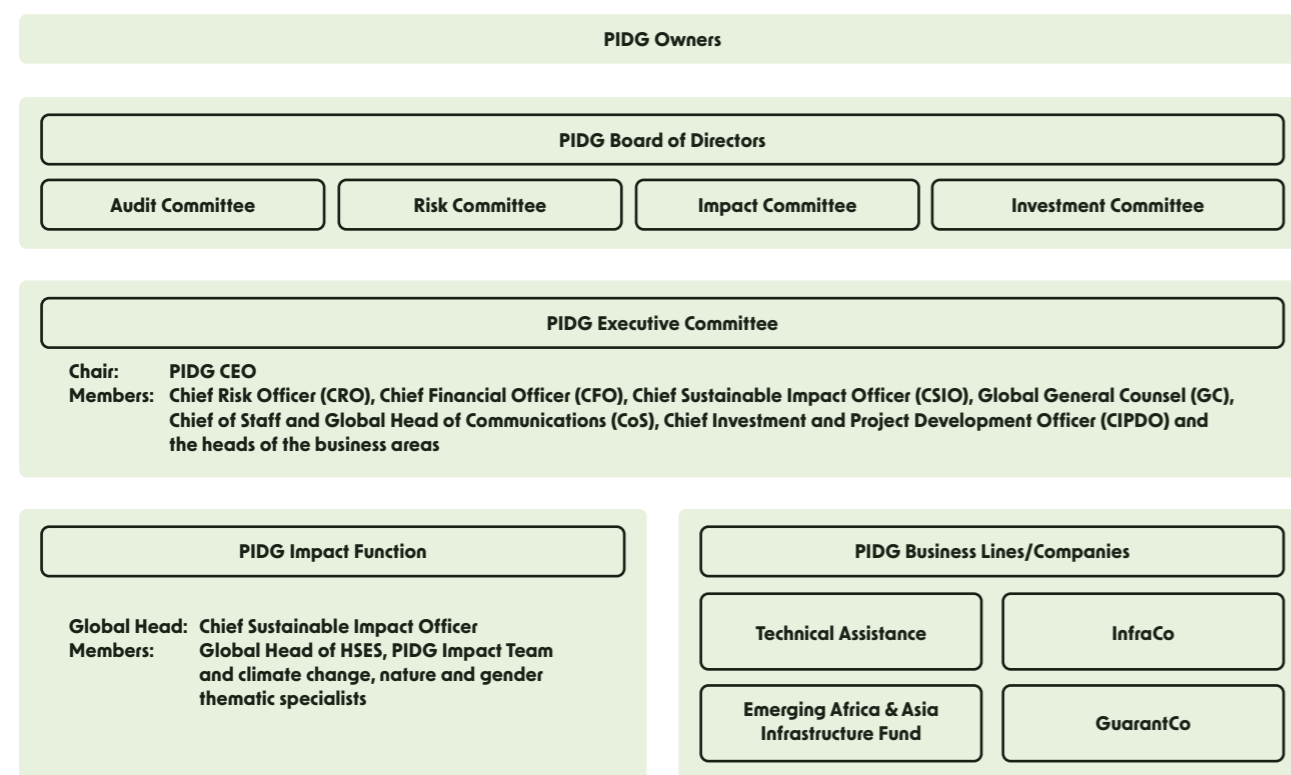 PIDG Owners
PIDG Board of Directors
Audit Committee
Risk Committee
Impact Committee
Investment Committee
PIDG Executive Committee
Chair: PIDG CEO
Members: Chief Risk Officer (CRO), Chief Financial Officer (CFO), Chief Sustainable Impact Officer (CSIO), Global General Counsel (GC),
Chief of Staff and Global Head of Communications (CoS), Chief Investment and Project Development Officer (CIPDO) and
the heads of the business areas
PIDG Impact Function
Global Head: Chief Sustainable Impact Officer
Members: Global Head of HSES, PIDG Impact Team
and climate change, nature and gender
thematic specialists
PIDG Business Lines/Companies
Technical Assistance
InfraCo
Emerging Africa & Asia
Infrastructure Fund
GuarantCo